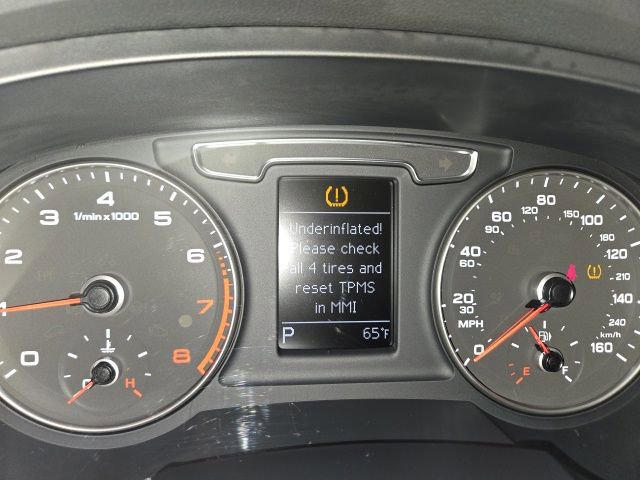 Underinflated!
Please check
all 4 tires and
reset TPMS
in MMI
P 65°F
0 1 2 3 4 5 6 7 8
1/min x 1000
C H
0 20 40 60 80 100 120 140 160
30 60 90 120 150 180 210 240
MPH
km/h
E F